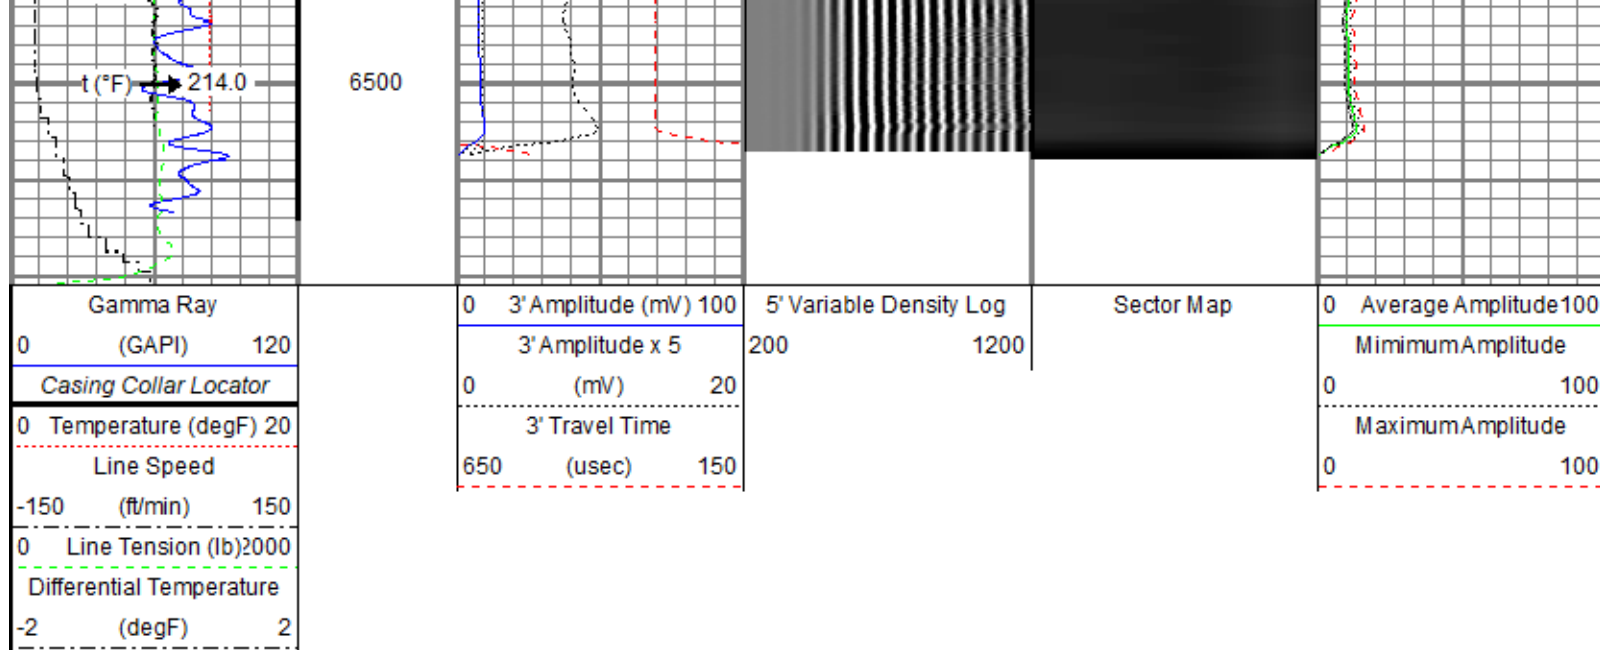 t (°F) 214.0
6500
Gamma Ray
0 (GAPI) 120
Casing Collar Locator
0 Temperature (degF) 20
Line Speed
-150 (ft/min) 150
0 Line Tension (lb) 2000
Differential Temperature
-2 (degF) 2
0 3' Amplitude (mV) 100
3' Amplitude x 5
0 (mV) 20
3' Travel Time
650 (usec) 150
5' Variable Density Log
200 1200
Sector Map
0 Average Amplitude 100
Mimimum Amplitude
0 100
Maximum Amplitude
0 100